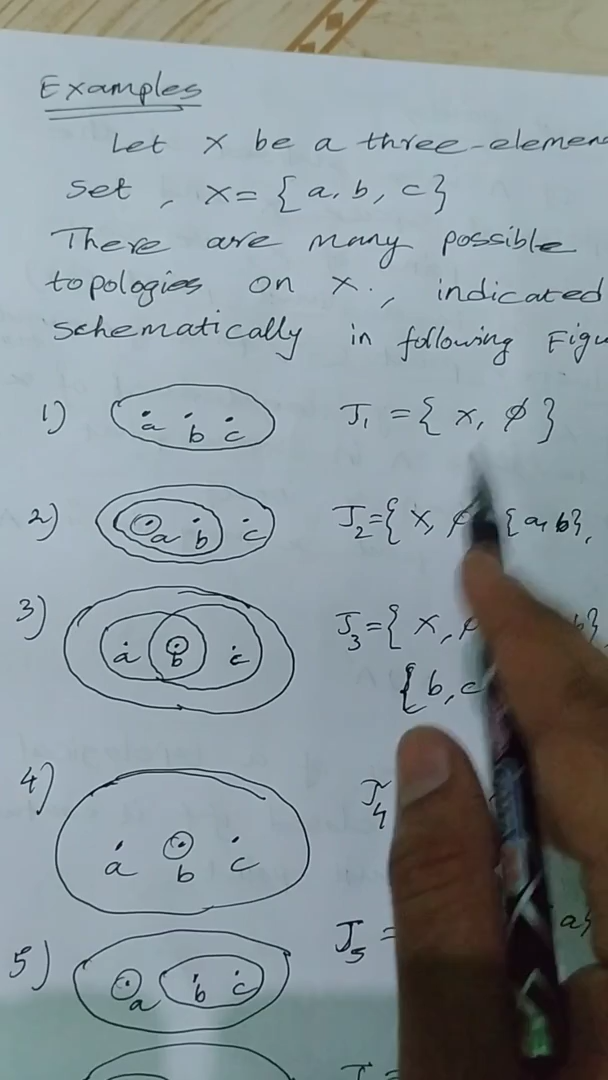 Examples
Let X be a three-elemen
set, X= { a, b, c}
There are many possible
topologies on X., indicated
schematically in following Figu
1) a b c J₁ = { X, φ }
2) a b c J₂={ X, {a, b},
3) a b c J₃={ X, b},
{b, c
4) a b c J₄
5) a b c J₅ = a}